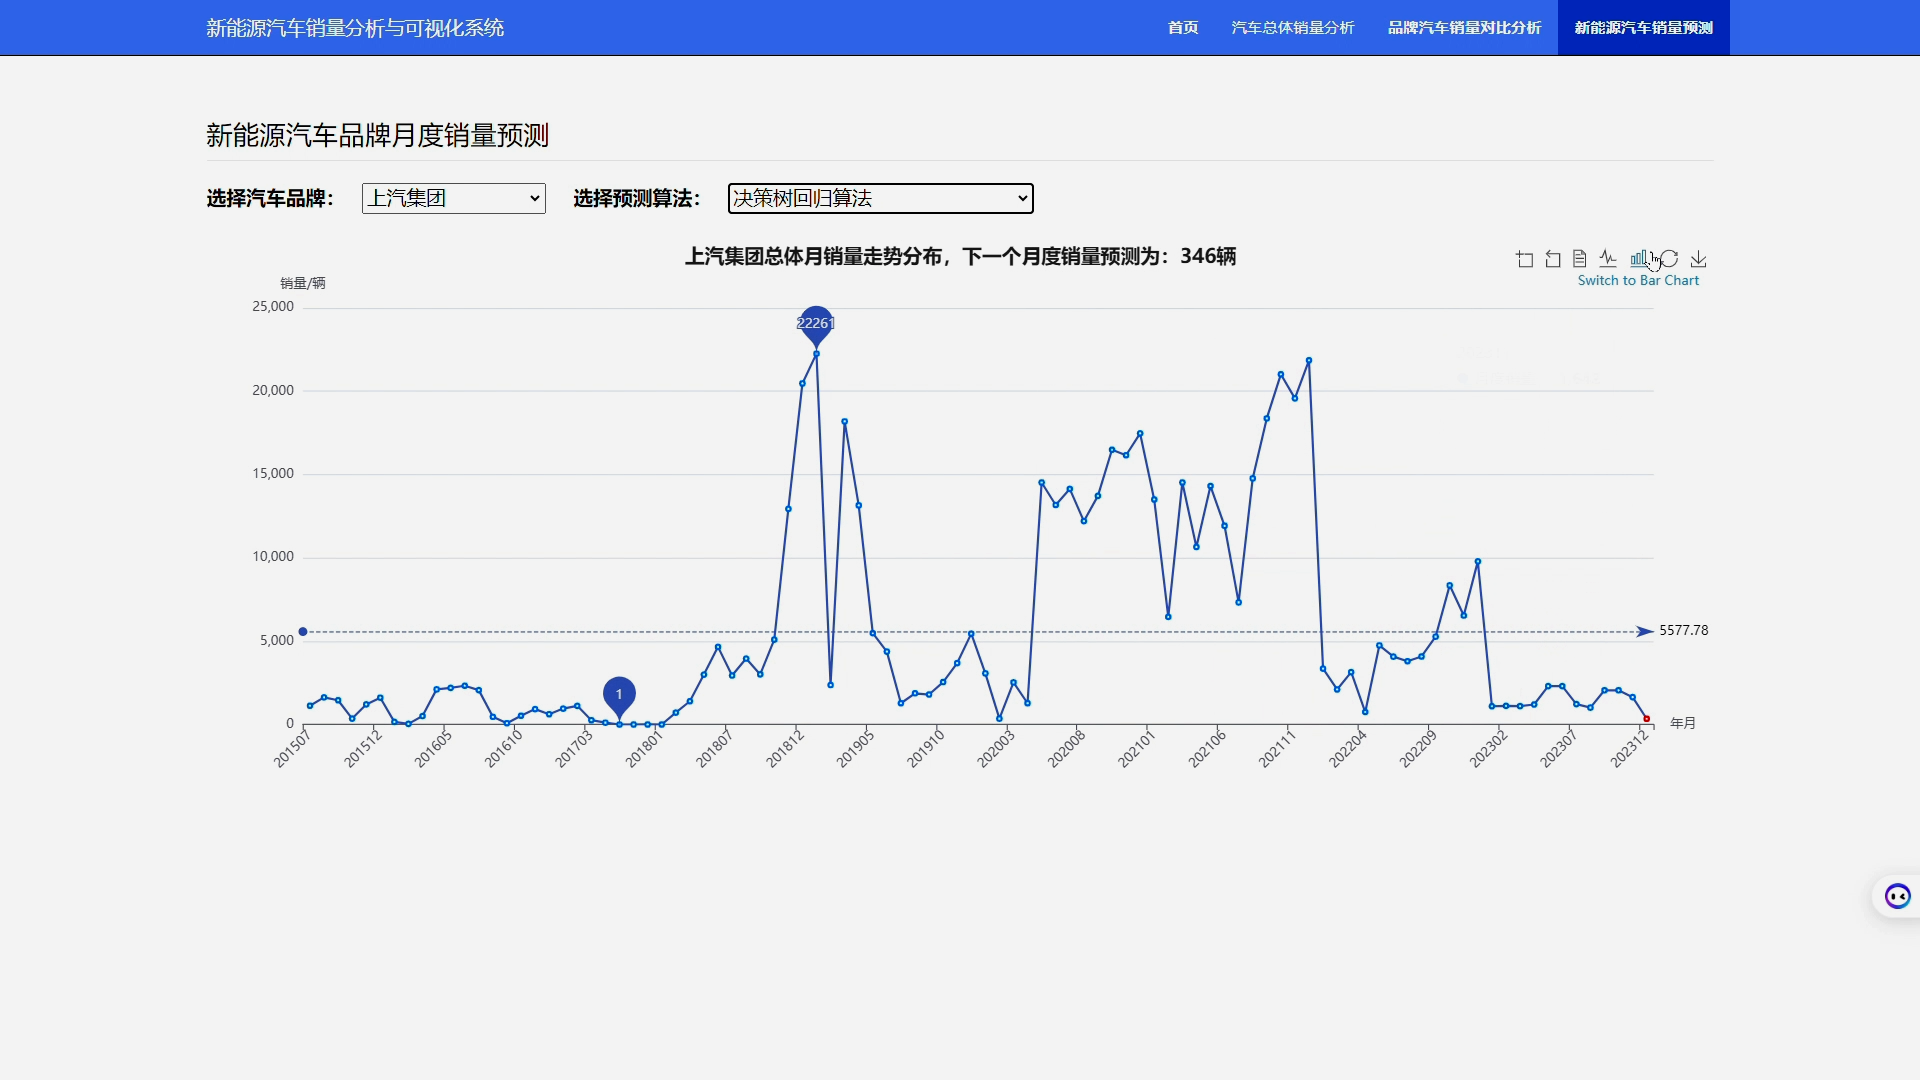 新能源汽车销量分析与可视化系统
首页 汽车总体销量分析 品牌汽车销量对比分析 新能源汽车销量预测
新能源汽车品牌月度销量预测
选择汽车品牌： 上汽集团 选择预测算法： 决策树回归算法
上汽集团总体月销量走势分布，下一个月度销量预测为：346辆
Switch to Bar Chart
销量/辆
25,000
22261
20,000
15,000
10,000
5,000
5577.78
1
0
年月
201507 201512 201605 201610 201703 201801 201807 201812 201905 201910 202003 202008 202101 202106 202111 202204 202209 202302 202307 202312